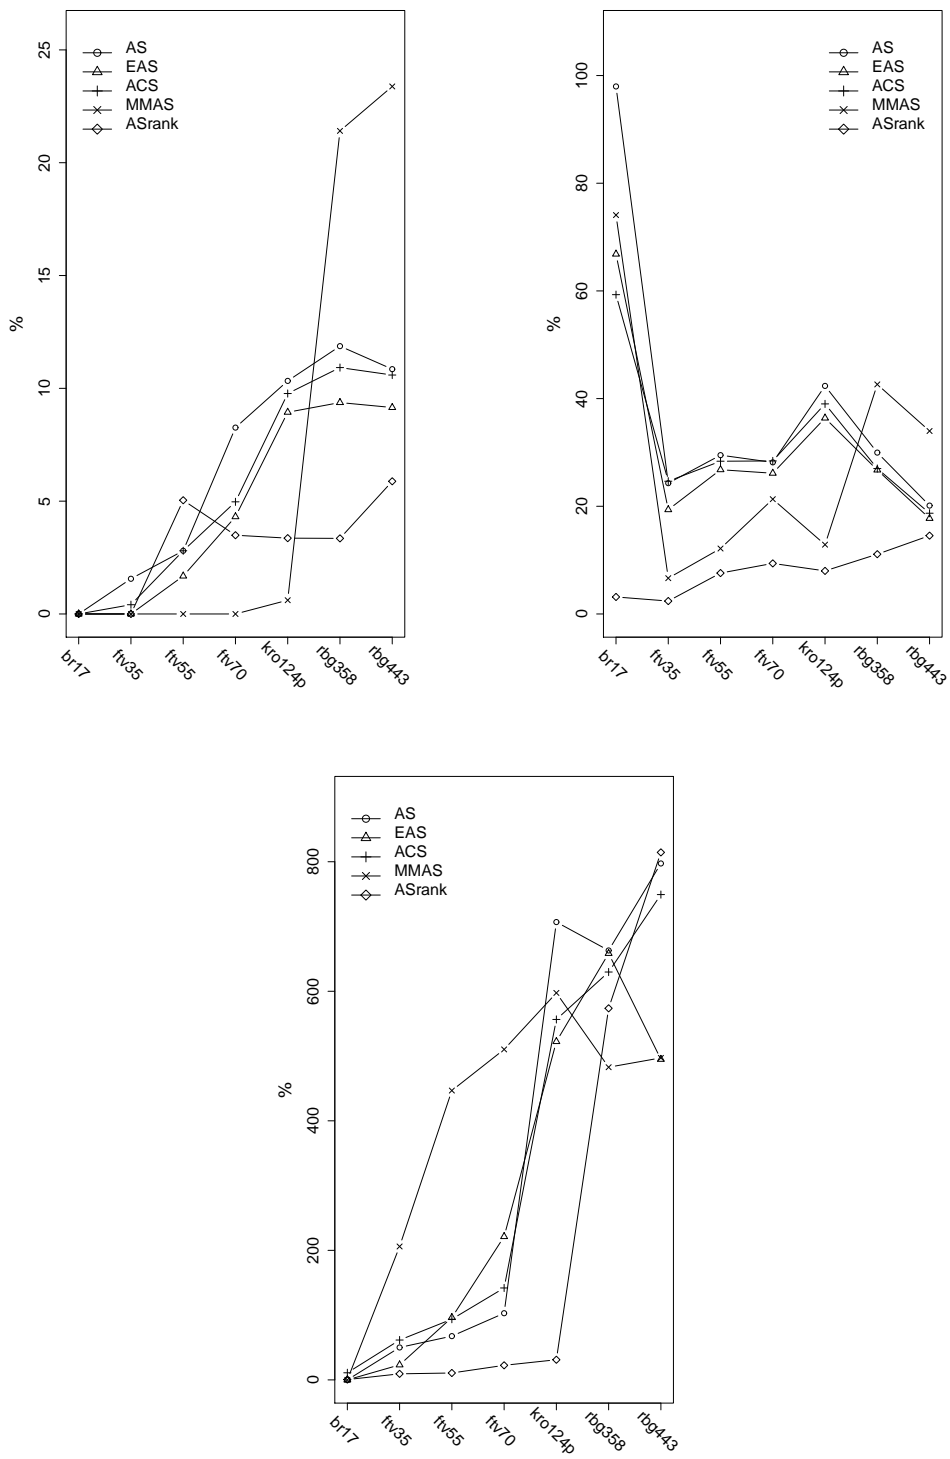 AS
EAS
ACS
MMAS
ASrank
25
20
15
10
5
0
%
br17
ftv35
ftv55
ftv70
kro124p
rbg358
rbg443
AS
EAS
ACS
MMAS
ASrank
100
80
60
40
20
0
%
br17
ftv35
ftv55
ftv70
kro124p
rbg358
rbg443
AS
EAS
ACS
MMAS
ASrank
800
600
400
200
0
%
br17
ftv35
ftv55
ftv70
kro124p
rbg358
rbg443